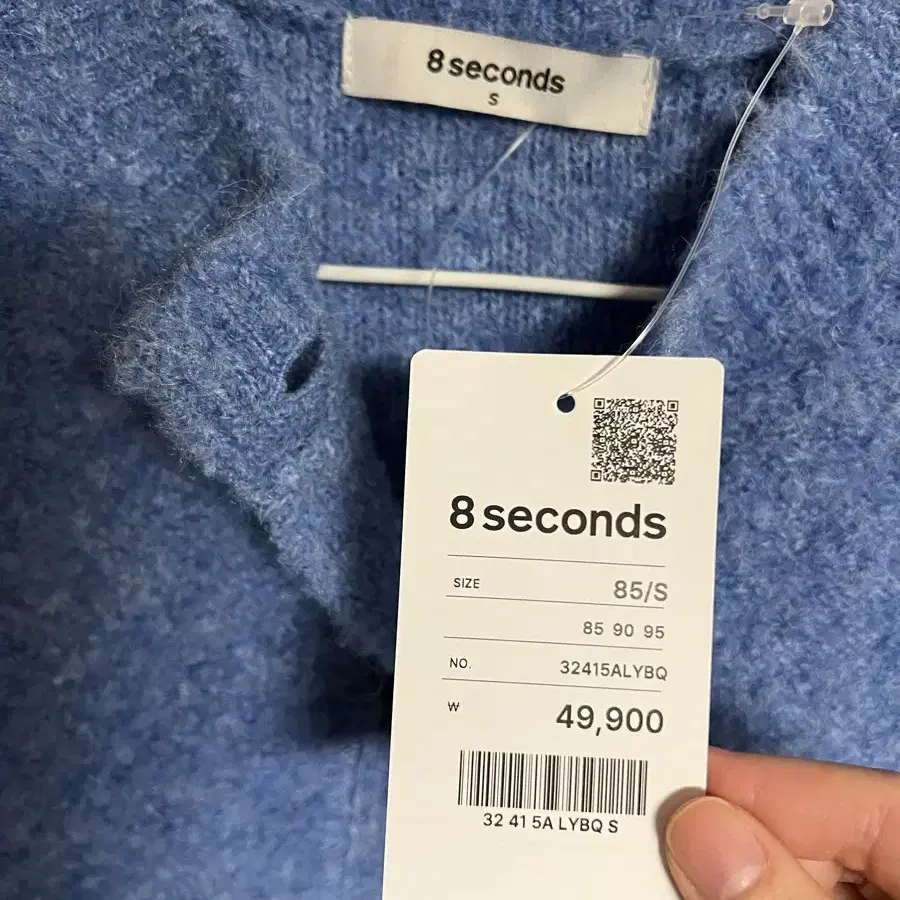 8 seconds
S
8 seconds
SIZE 85/S
85 90 95
NO. 32415ALYBQ
₩ 49,900
32 41 5A LYBQ S